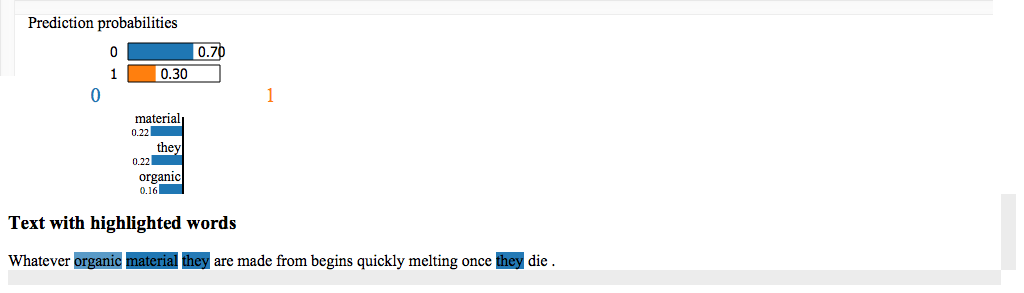 Prediction probabilities
0 0.70
1 0.30
0 1
material
0.22
they
0.22
organic
0.16
Text with highlighted words
Whatever organic material they are made from begins quickly melting once they die .